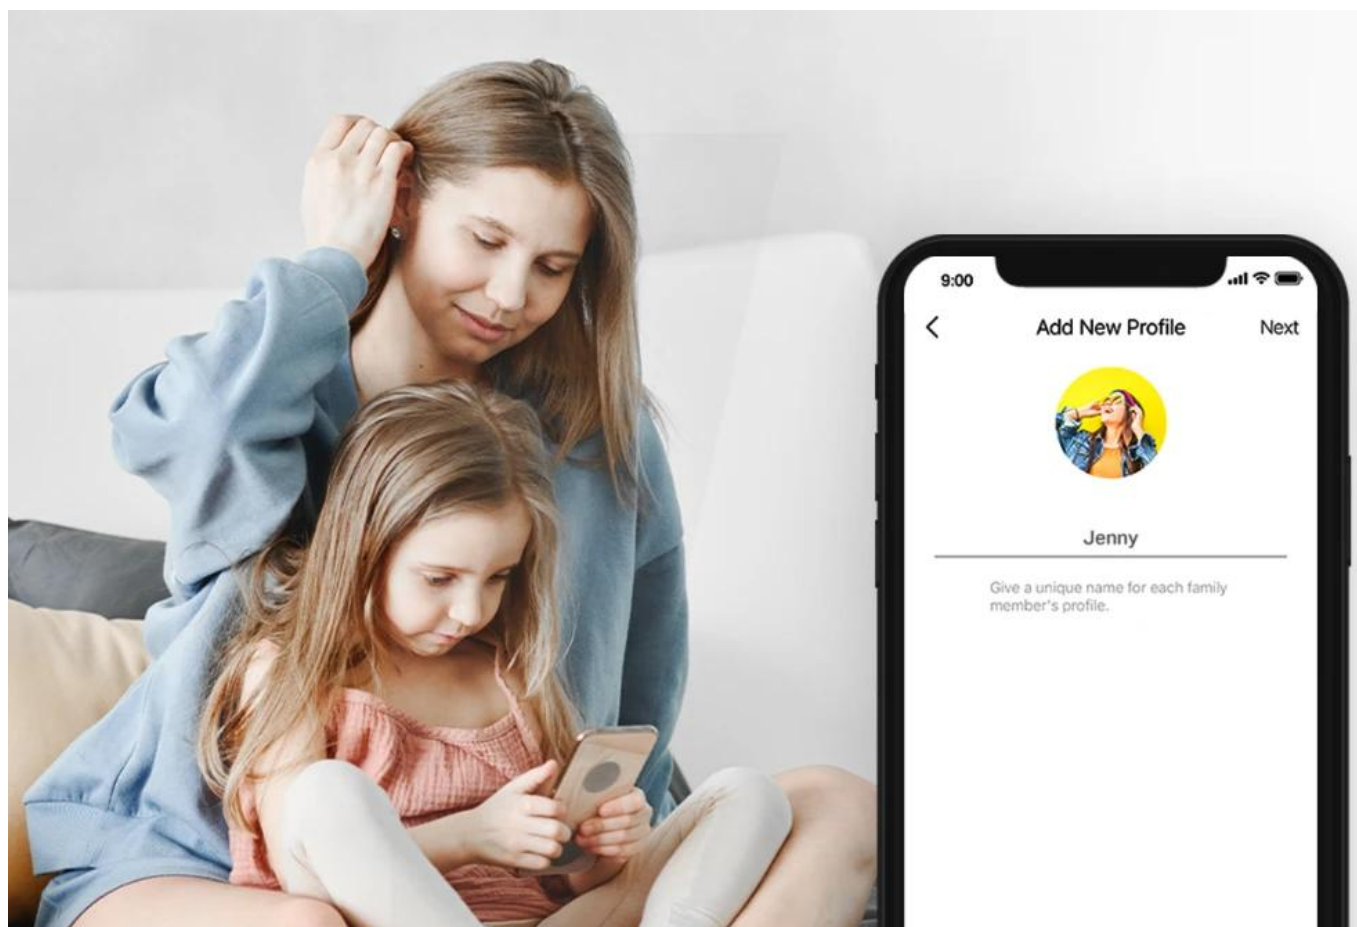 9:00
Add New Profile
Next
Jenny
Give a unique name for each family
member's profile.